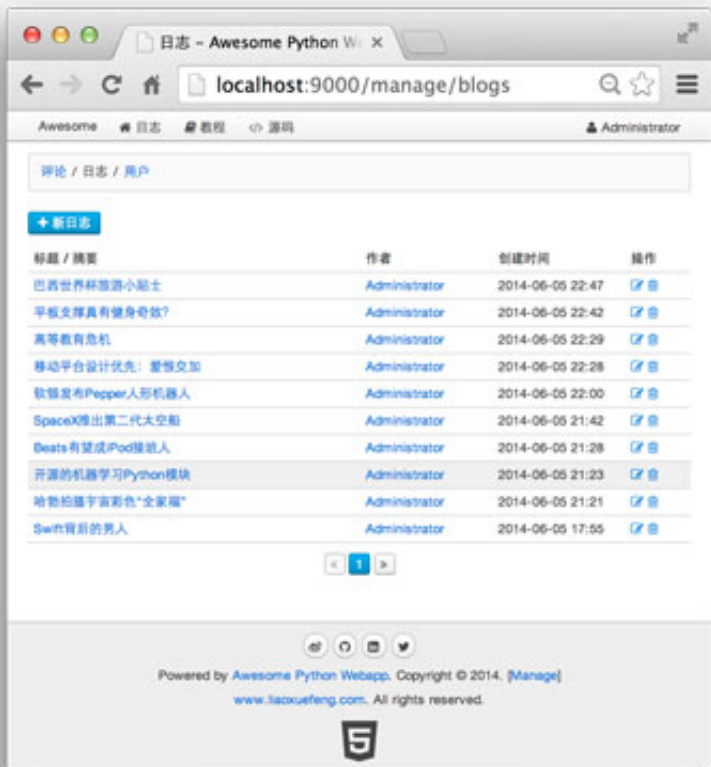 日志 - Awesome Python W
localhost:9000/manage/blogs
Awesome 日志 教程 源码 Administrator
评论 / 日志 / 用户
+ 新日志
标题 / 摘要 作者 创建时间 操作
巴西世界杯旅游小贴士 Administrator 2014-06-05 22:47
平板支撑真有健身奇效? Administrator 2014-06-05 22:42
高等教育危机 Administrator 2014-06-05 22:29
移动平台设计优先：爱恨交加 Administrator 2014-06-05 22:28
软银发布Pepper人形机器人 Administrator 2014-06-05 22:00
SpaceX推出第二代太空船 Administrator 2014-06-05 21:42
Beats有望成iPod接班人 Administrator 2014-06-05 21:28
开源的机器学习Python模块 Administrator 2014-06-05 21:23
哈勃拍摄宇宙彩色“全家福” Administrator 2014-06-05 21:21
Swift背后的男人 Administrator 2014-06-05 17:55
« 1 »
Powered by Awesome Python Webapp. Copyright © 2014. [Manage]
www.liaoxuefeng.com. All rights reserved.
5